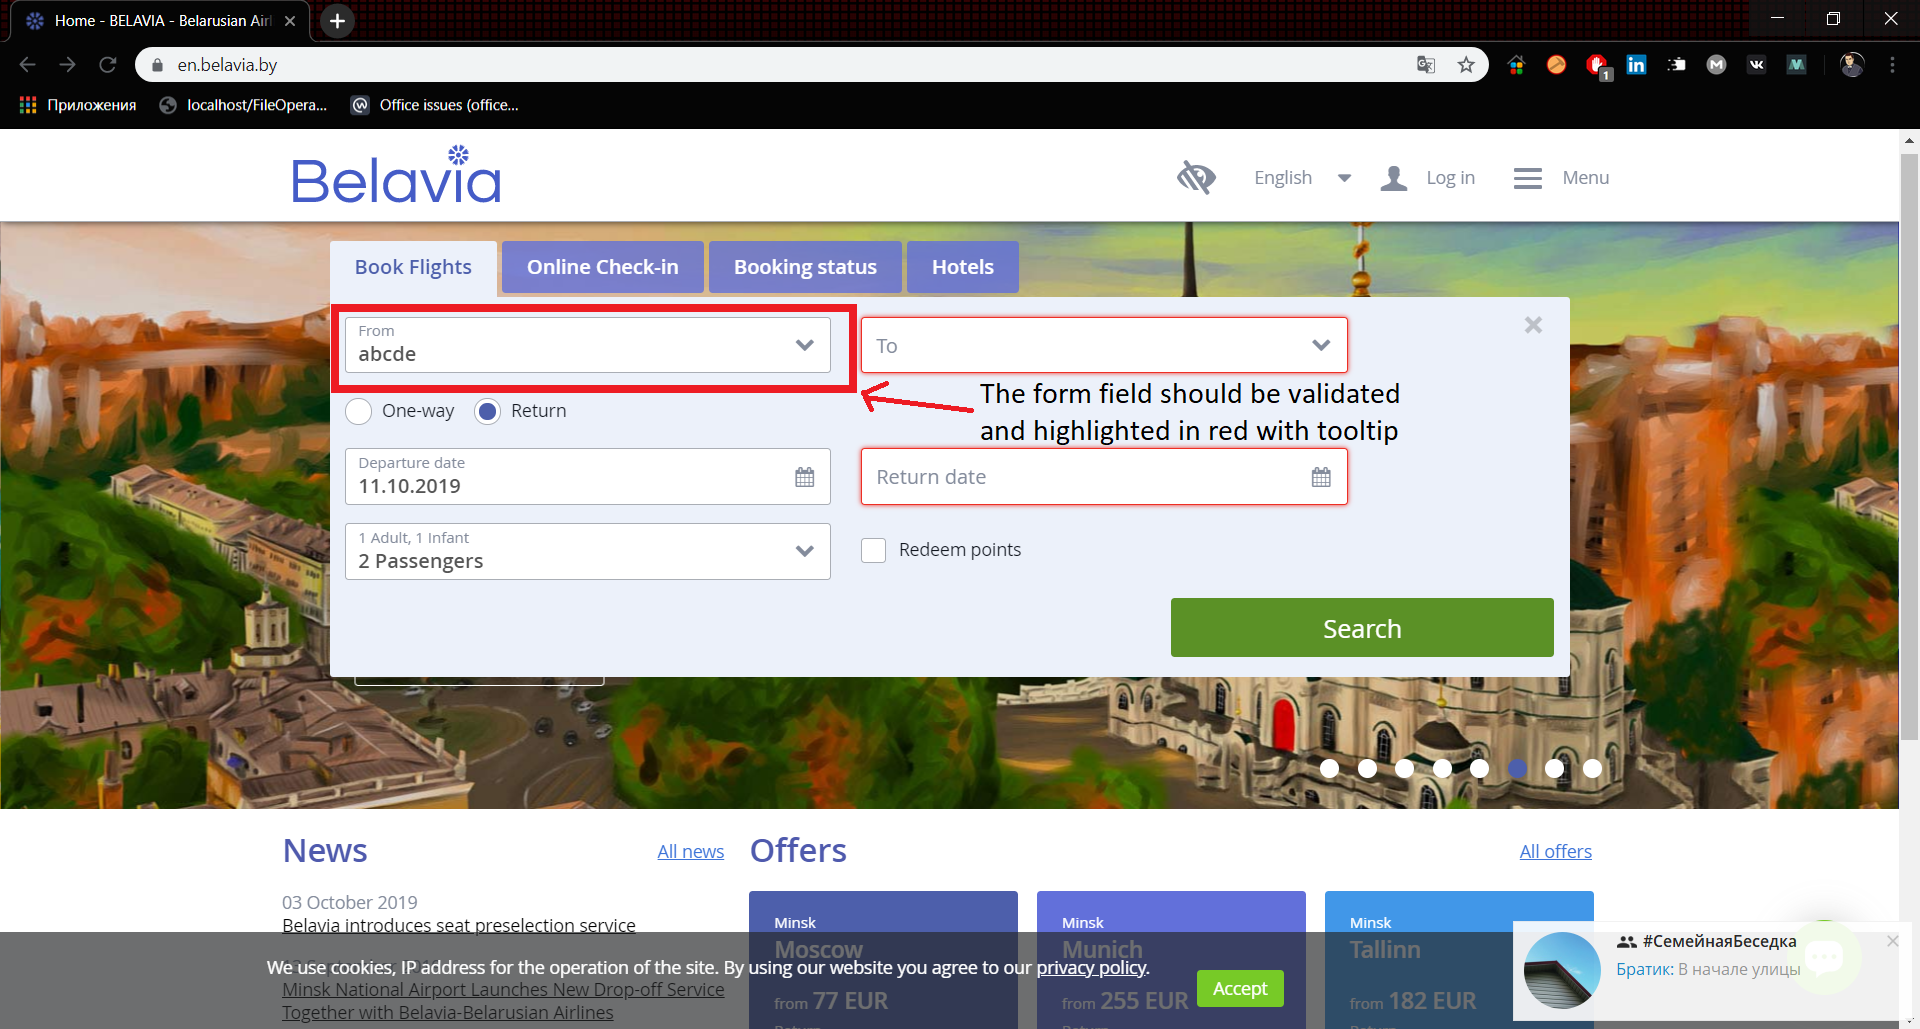 Home - BELAVIA - Belarusian Airl
en.belavia.by
1
Приложения
localhost/FileOpera...
Office issues (office...
Belavia
English
Log in
Menu
Book Flights
Online Check-in
Booking status
Hotels
From
abcde
To
The form field should be validated
and highlighted in red with tooltip
One-way
Return
Departure date
11.10.2019
Return date
1 Adult, 1 Infant
2 Passengers
Redeem points
Search
News
All news
Offers
All offers
03 October 2019
Belavia introduces seat preselection service
Minsk National Airport Launches New Drop-off Service
Together with Belavia-Belarusian Airlines
Minsk
Moscow
from 77 EUR
Minsk
Munich
from 255 EUR
Minsk
Tallinn
from 182 EUR
We use cookies, IP address for the operation of the site. By using our website you agree to our privacy policy.
Accept
#СемейнаяБеседка
Братик: В начале улицы